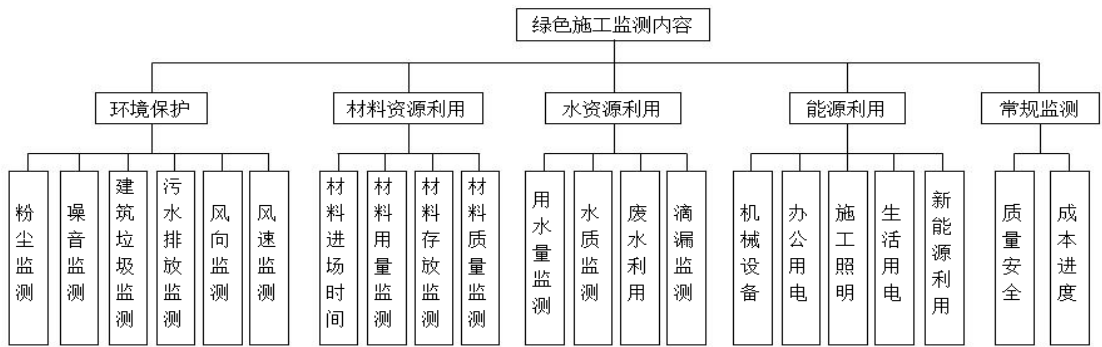 绿色施工监测内容
环境保护
材料资源利用
水资源利用
能源利用
常规监测
粉尘监测
噪音监测
建筑垃圾监测
污水排放监测
风向监测
风速监测
材料进场时间
材料用量监测
材料存放监测
材料质量监测
用水量监测
水质监测
废水利用
滴漏监测
机械设备
办公用电
施工照明
生活用电
新能源利用
质量安全
成本进度